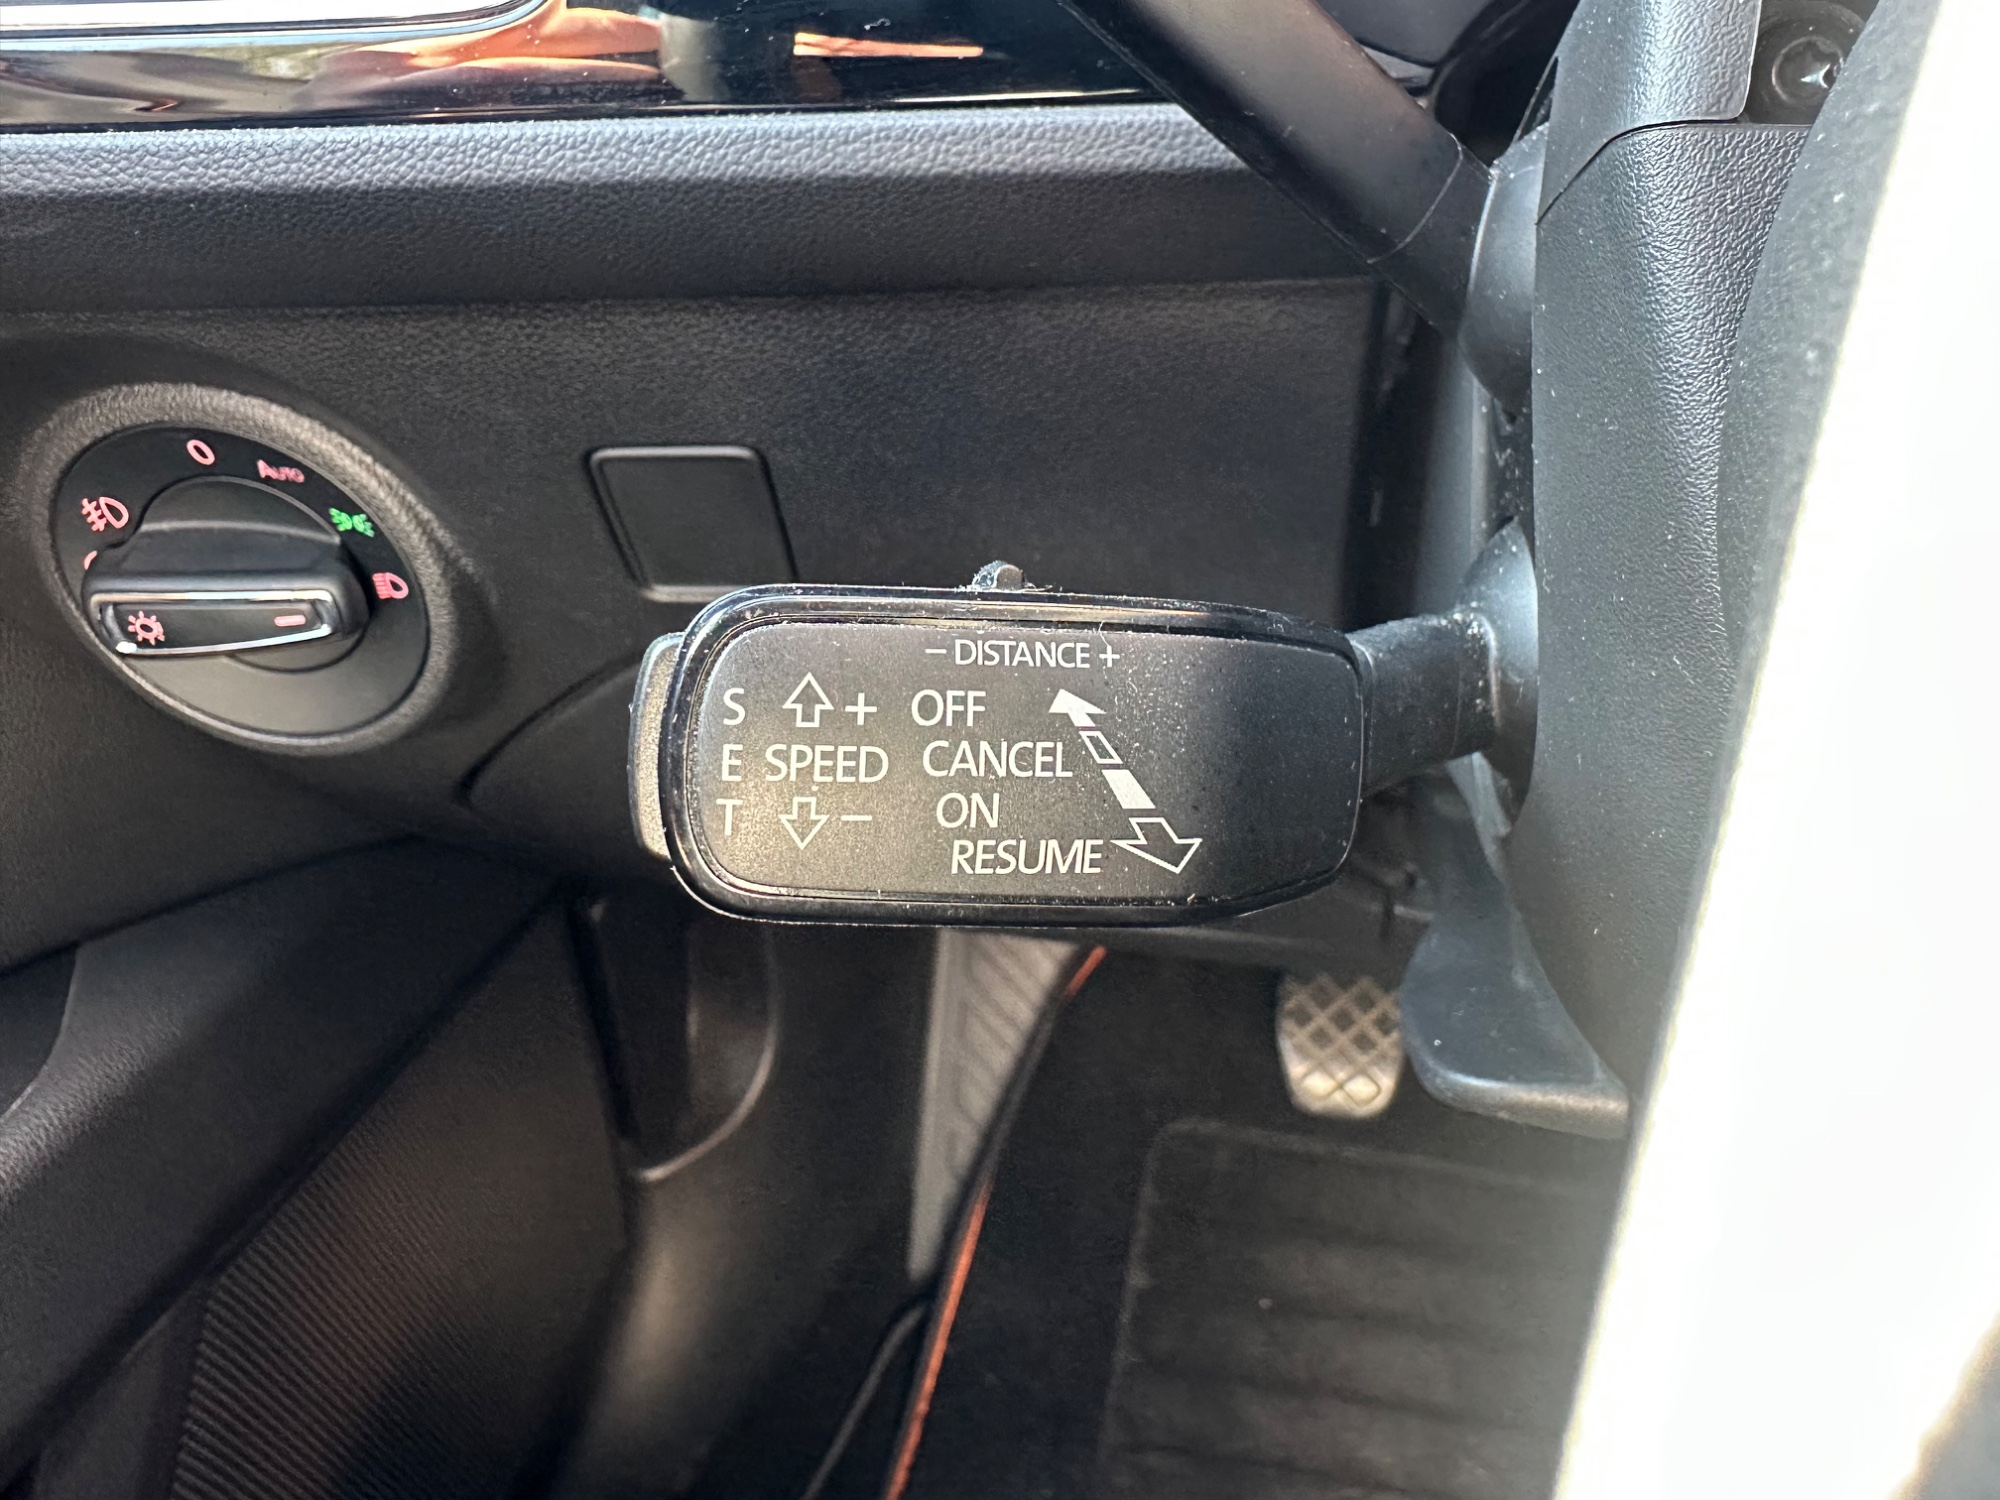 0
AUTO
− DISTANCE +
S + OFF
E SPEED CANCEL
T − ON
RESUME